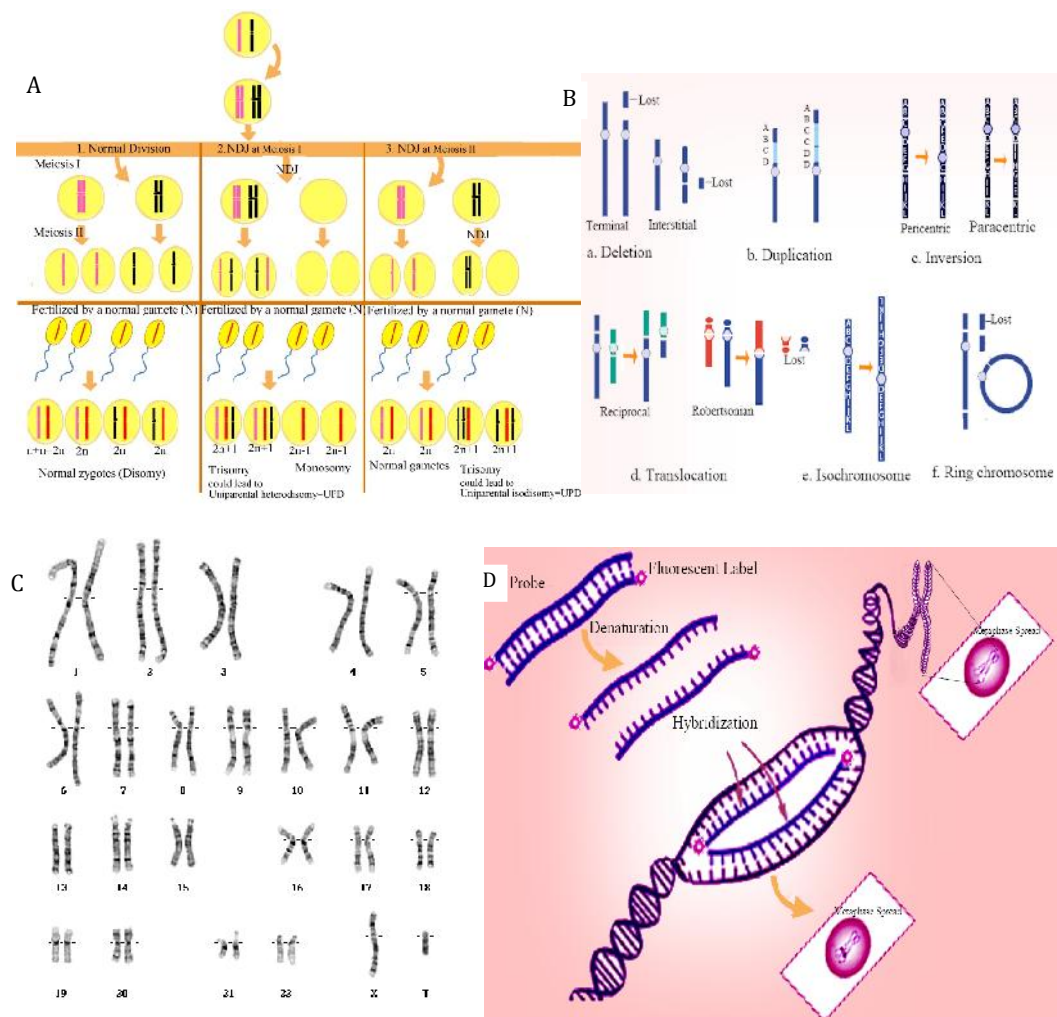 A
1. Normal Division
2.NDJ at Meiosis I
3. NDJ at Meiosis II
Meiosis I
NDJ
Meiosis II
NDJ
Fertilized by a normal gamete (N)
Fertilized by a normal gamete (N
Fertilized by a normal gamete (N)
2n
2n
2n
2n+1
2n+1
2n-1
2n-1
2n
2n
2n+1
2n+1
Normal zygotes (Disomy)
Trisomy
could lead to
Uniparental heterodisomy=UPD
Monosomy
Normal gametes
Trisomy
could lead to
Uniparental isodisomy=UPD
B
Lost
Lost
Terminal
Interstitial
a. Deletion
A
B
C
D
A
B
C
C
D
D
b. Duplication
Pericentric
Paracentric
c. Inversion
Reciprocal
Robertsonian
Lost
d. Translocation
e. Isochromosome
Lost
f. Ring chromosome
C
1 2 3 4 5
6 7 8 9 10 11 12
13 14 15 16 17 18
19 20 21 22 X
D
Probe
Fluorescent Label
Denaturation
Hybridization
Metaphase Spread
Metaphase Spread